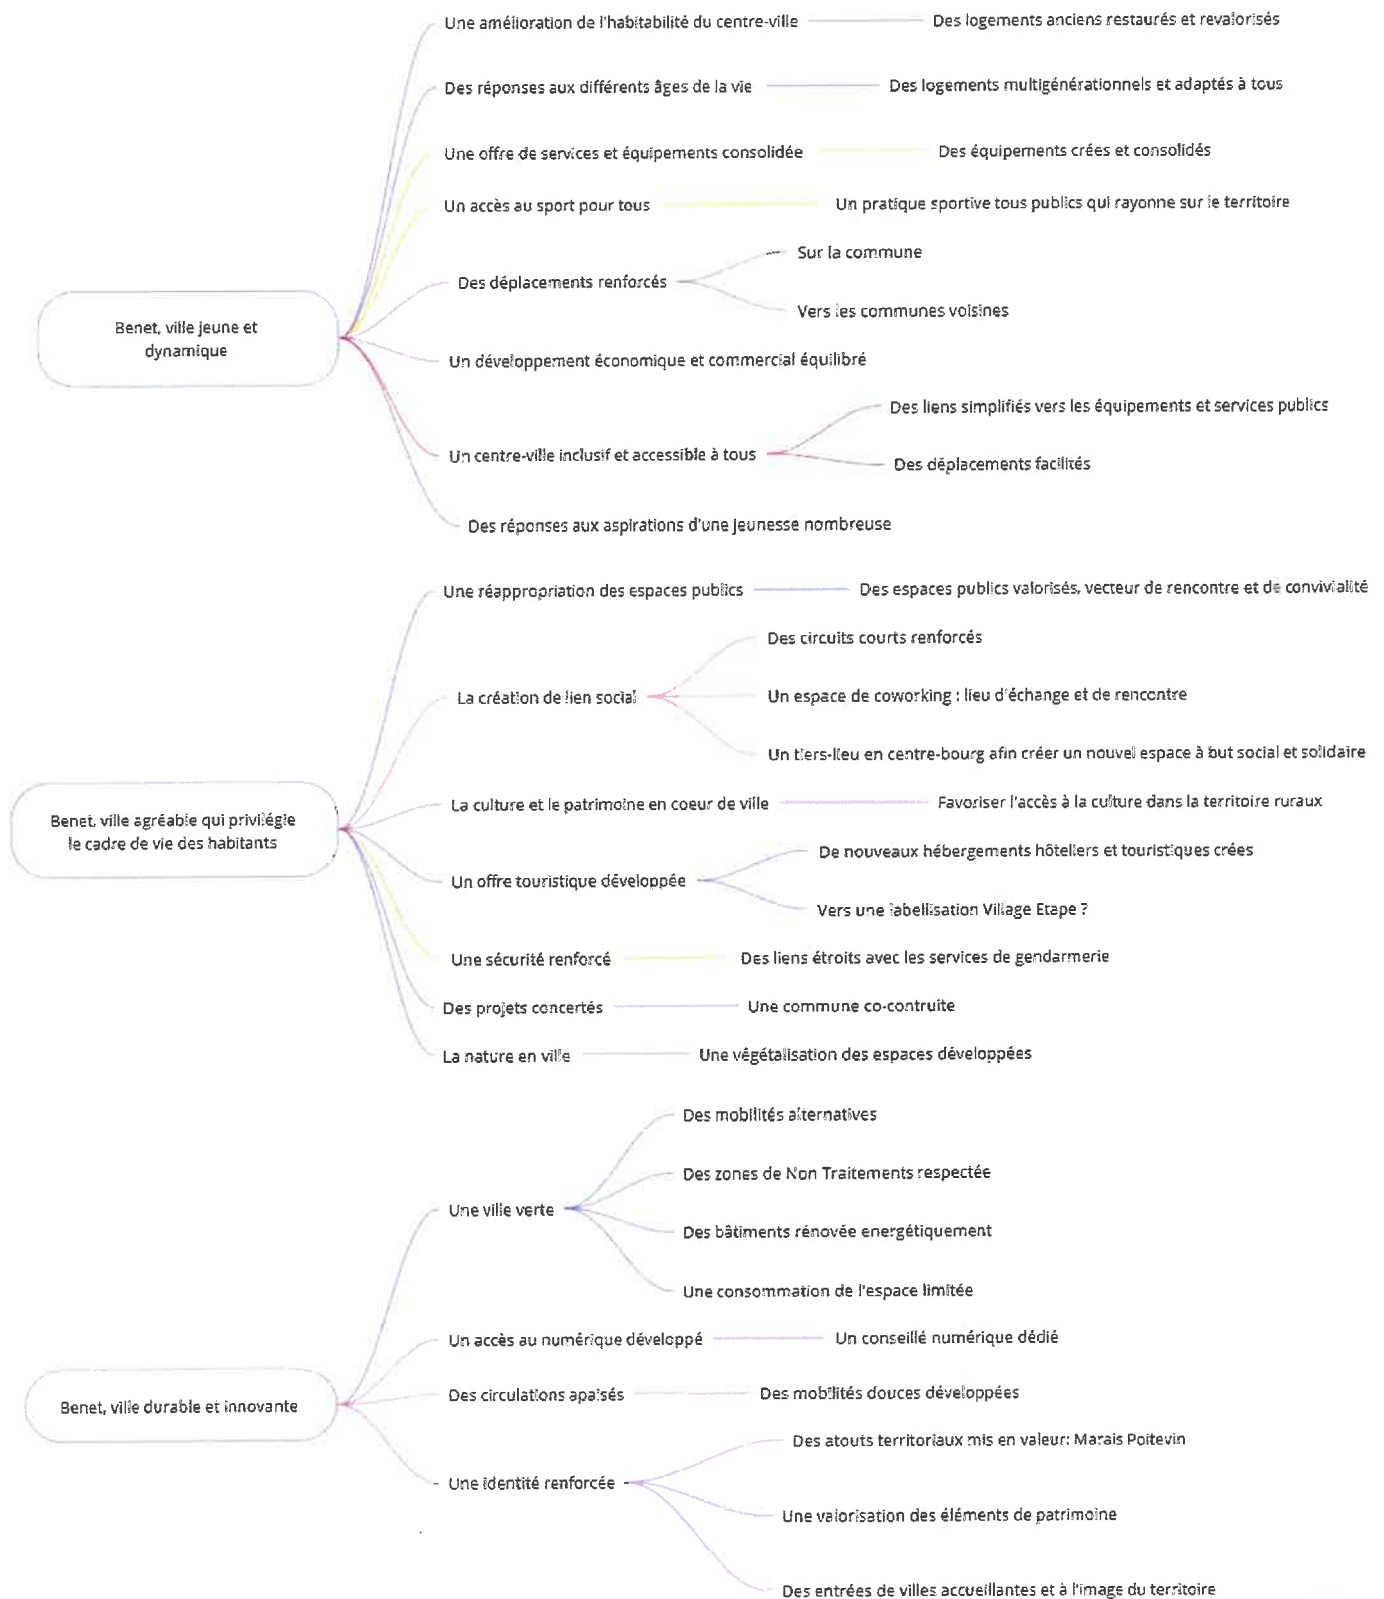 Une amélioration de l'habitabilité du centre-ville
Des logements anciens restaurés et revalorisés
Des réponses aux différents âges de la vie
Des logements multigénérationnels et adaptés à tous
Une offre de services et équipements consolidée
Des équipements crées et consolidés
Un accès au sport pour tous
Un pratique sportive tous publics qui rayonne sur le territoire
Des déplacements renforcés
Sur la commune
Vers les communes voisines
Benet, ville jeune et
dynamique
Un développement économique et commercial équilibré
Un centre-ville inclusif et accessible à tous
Des liens simplifiés vers les équipements et services publics
Des déplacements facilités
Des réponses aux aspirations d'une jeunesse nombreuse
Une réappropriation des espaces publics
Des espaces publics valorisés, vecteur de rencontre et de convivialité
La création de lien social
Des circuits courts renforcés
Un espace de coworking : lieu d'échange et de rencontre
Un tiers-lieu en centre-bourg afin créer un nouvel espace à but social et solidaire
Benet, ville agréable qui privilégie
le cadre de vie des habitants
La culture et le patrimoine en coeur de ville
Favoriser l'accès à la culture dans la territoire ruraux
Un offre touristique développée
De nouveaux hébergements hôteliers et touristiques crées
Vers une labellisation Village Etape ?
Une sécurité renforcé
Des liens étroits avec les services de gendarmerie
Des projets concertés
Une commune co-contruite
La nature en ville
Une végétalisation des espaces développées
Une ville verte
Des mobilités alternatives
Des zones de Non Traitements respectée
Des bâtiments rénovée energétiquement
Une consommation de l'espace limitée
Un accès au numérique développé
Un conseillé numérique dédié
Benet, ville durable et innovante
Des circulations apaisés
Des mobilités douces développées
Une identité renforcée
Des atouts territoriaux mis en valeur: Marais Poitevin
Une valorisation des éléments de patrimoine
Des entrées de villes accueillantes et à l'image du territoire